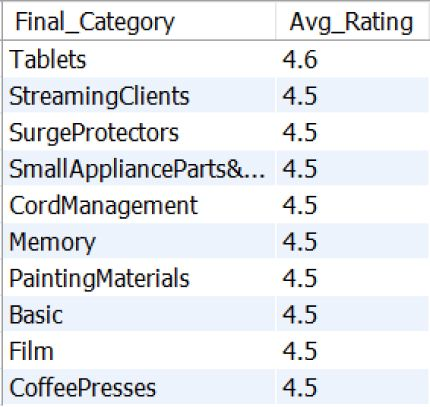 Final_Category Avg_Rating
Tablets 4.6
StreamingClients 4.5
SurgeProtectors 4.5
SmallApplianceParts&... 4.5
CordManagement 4.5
Memory 4.5
PaintingMaterials 4.5
Basic 4.5
Film 4.5
CoffeePresses 4.5